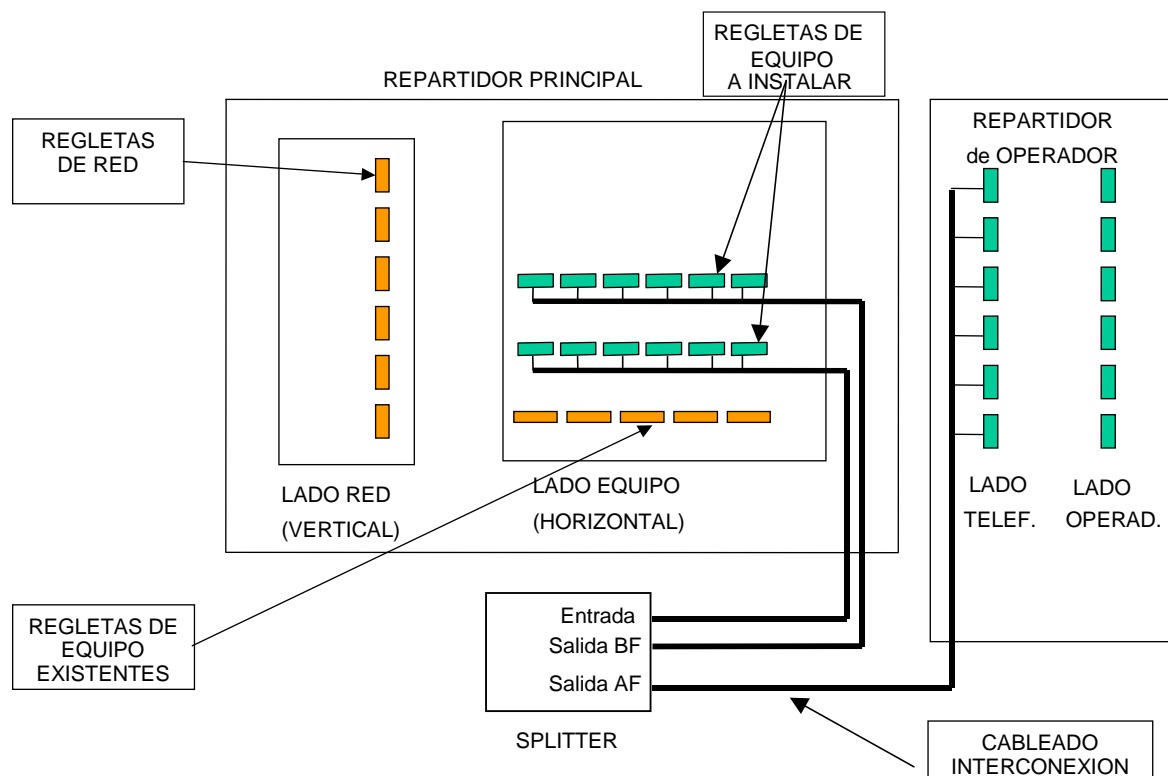 REGLETAS DE
EQUIPO
A INSTALAR
REPARTIDOR PRINCIPAL
REGLETAS
DE RED
REPARTIDOR
de OPERADOR
LADO RED
(VERTICAL)
LADO EQUIPO
(HORIZONTAL)
LADO
TELEF.
LADO
OPERAD.
REGLETAS DE
EQUIPO
EXISTENTES
Entrada
Salida BF
Salida AF
SPLITTER
CABLEADO
INTERCONEXION